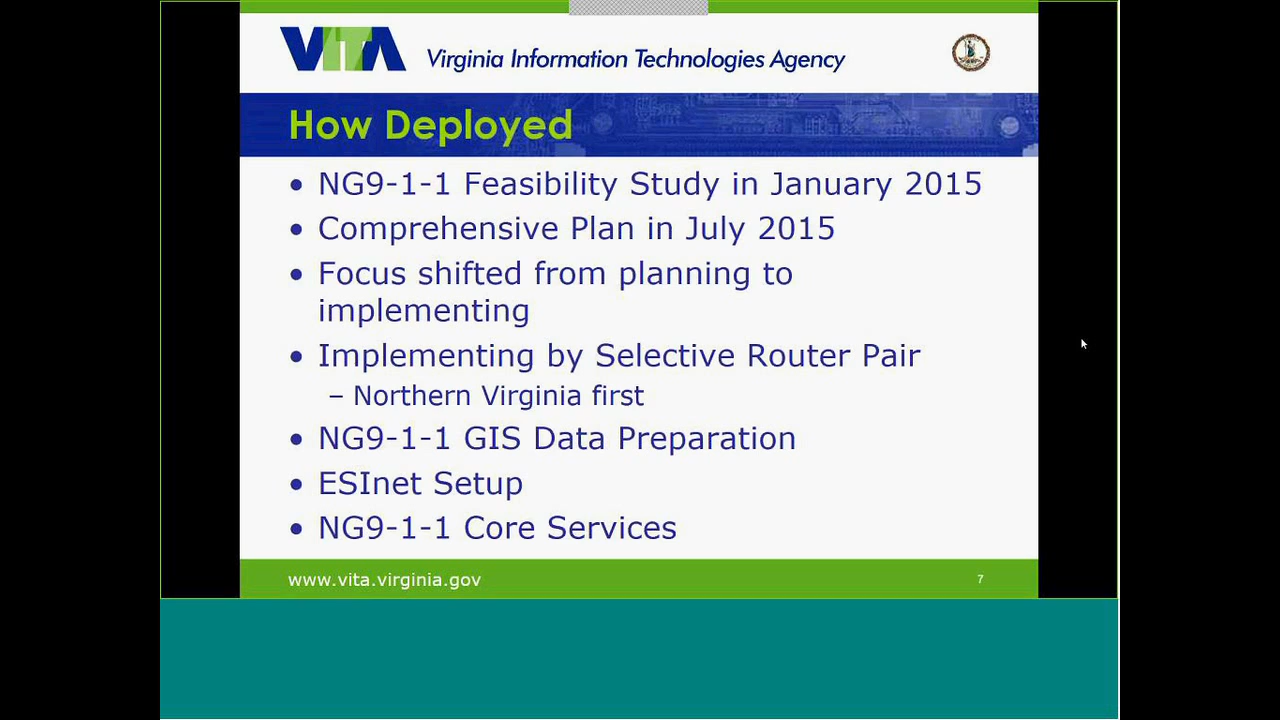 VITA Virginia Information Technologies Agency
How Deployed
• NG9-1-1 Feasibility Study in January 2015
• Comprehensive Plan in July 2015
• Focus shifted from planning to
implementing
• Implementing by Selective Router Pair
– Northern Virginia first
• NG9-1-1 GIS Data Preparation
• ESInet Setup
• NG9-1-1 Core Services
www.vita.virginia.gov 7